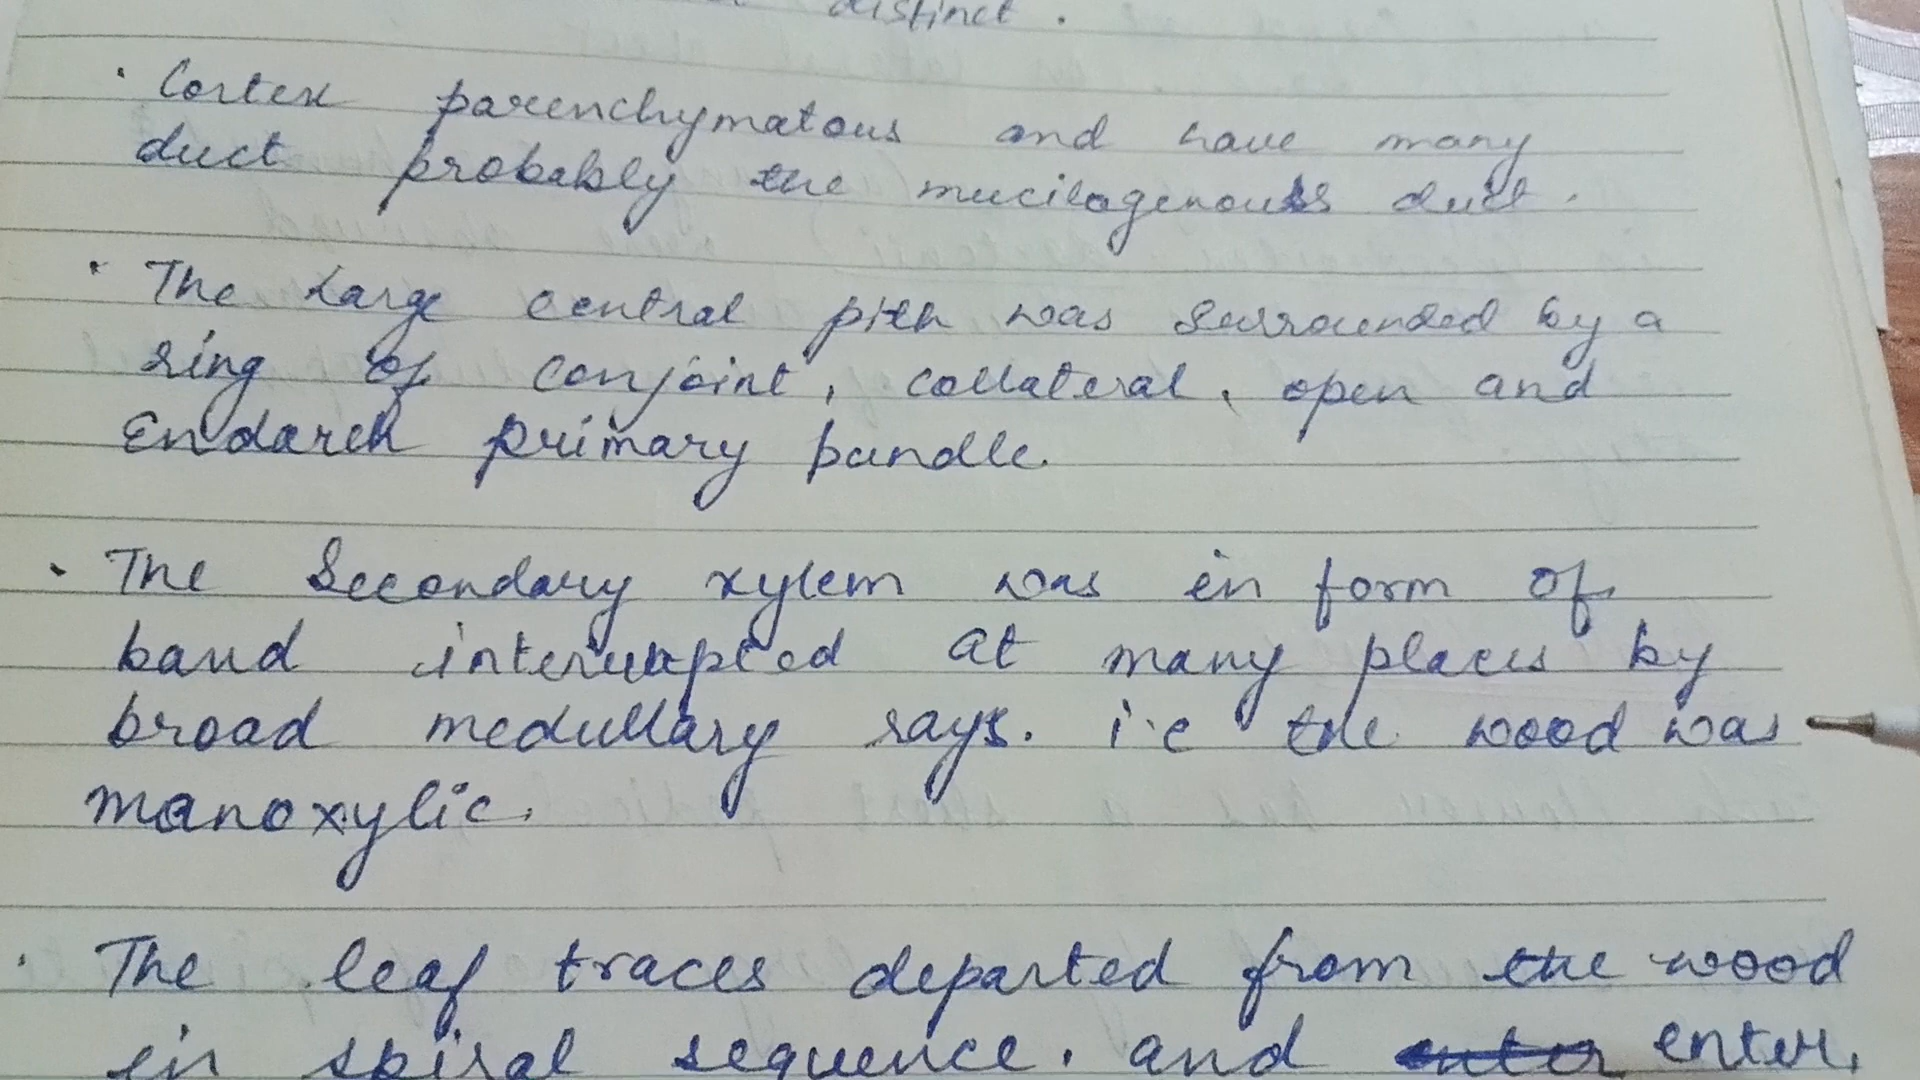 distinct.
· Cortex parenchymatous and have many
duct probably the mucilagenous duct.
· The Large central pith was surrounded by a
ring of conjoint, collateral, open and
Endarch primary bundle.
· The Secondary xylem was in form of
band interrupted at many places by
broad medullary rays. i.e the wood was
manoxylic.
· The leaf traces departed from the wood
in spiral sequence. and enter,